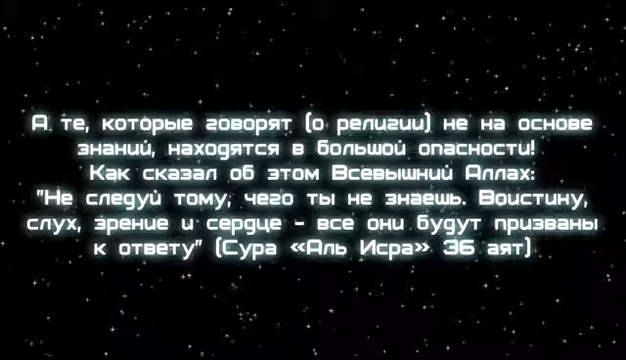 А те, которые говорят (о религии) не на основе
знаний, находятся в большой опасности!
Как сказал об этом Всевышний Аллах:
"Не следуй тому, чего ты не знаешь. Воистину,
слух, зрение и сердце - все они будут призваны
к ответу" (Сура «Аль Исра» 36 аят)